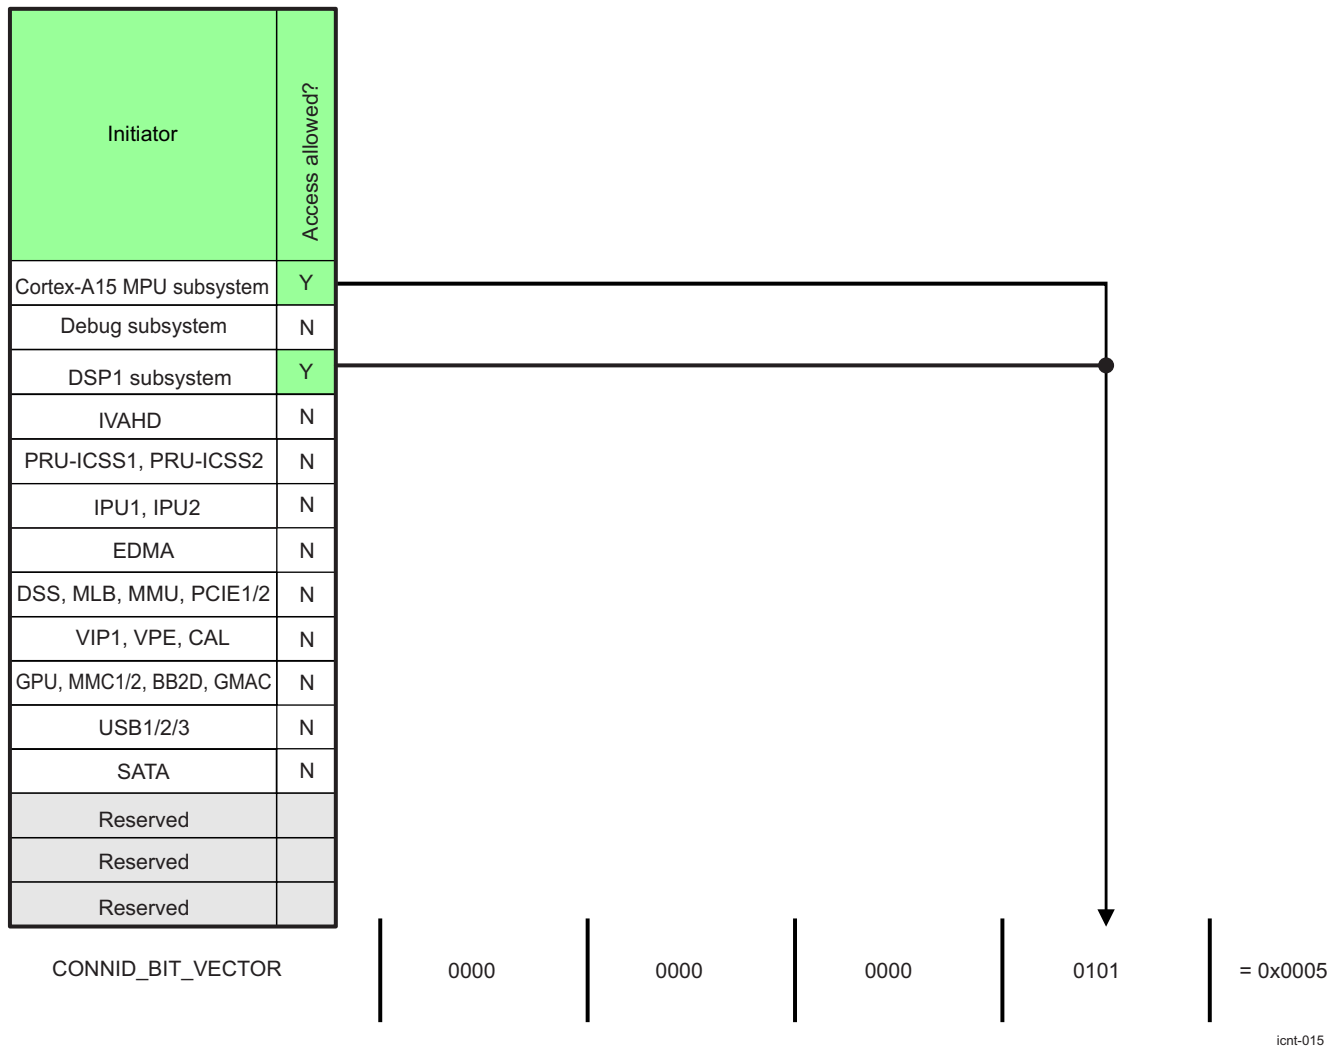 Initiator
Access allowed?
Cortex-A15 MPU subsystem Y
Debug subsystem N
DSP1 subsystem Y
IVAHD N
PRU-ICSS1, PRU-ICSS2 N
IPU1, IPU2 N
EDMA N
DSS, MLB, MMU, PCIE1/2 N
VIP1, VPE, CAL N
GPU, MMC1/2, BB2D, GMAC N
USB1/2/3 N
SATA N
Reserved
Reserved
Reserved
CONNID_BIT_VECTOR 0000 0000 0000 0101 = 0x0005
icnt-015